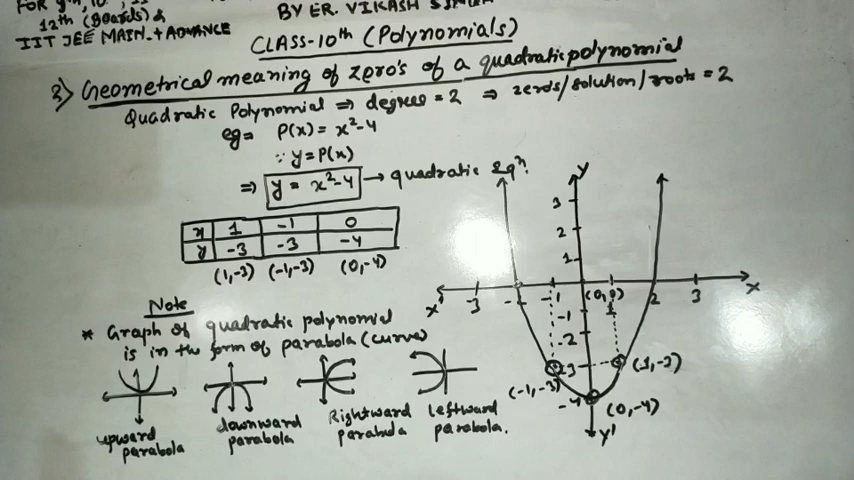 FOR 9th, 10
12th (Boards) &
IIT JEE MAIN.+ ADVANCE
BY ER. VIKASH
CLASS-10th (Polynomials)
3) Geometrical meaning of zero's of a quadratic polynomial
Quadratic Polynomial ⇒ degree = 2 ⇒ zeros/solution/roots = 2
eg= P(x) = x²-4
∵ y = P(x)
⇒ y = x²-4 → quadratic eqn.
x 1 -1 0
y -3 -3 -4
(1,-3) (-1,-3) (0,-4)
Note
* Graph of quadratic polynomial
is in the form of parabola (curve)
upward parabola
downward parabola
Rightward parabola
leftward parabola.
y
3
2
1
x' -3 -2 -1 (0,0) 1 2 3 x
-1
-2
-3
(-1,-3)
-4
(0,-4)
y'